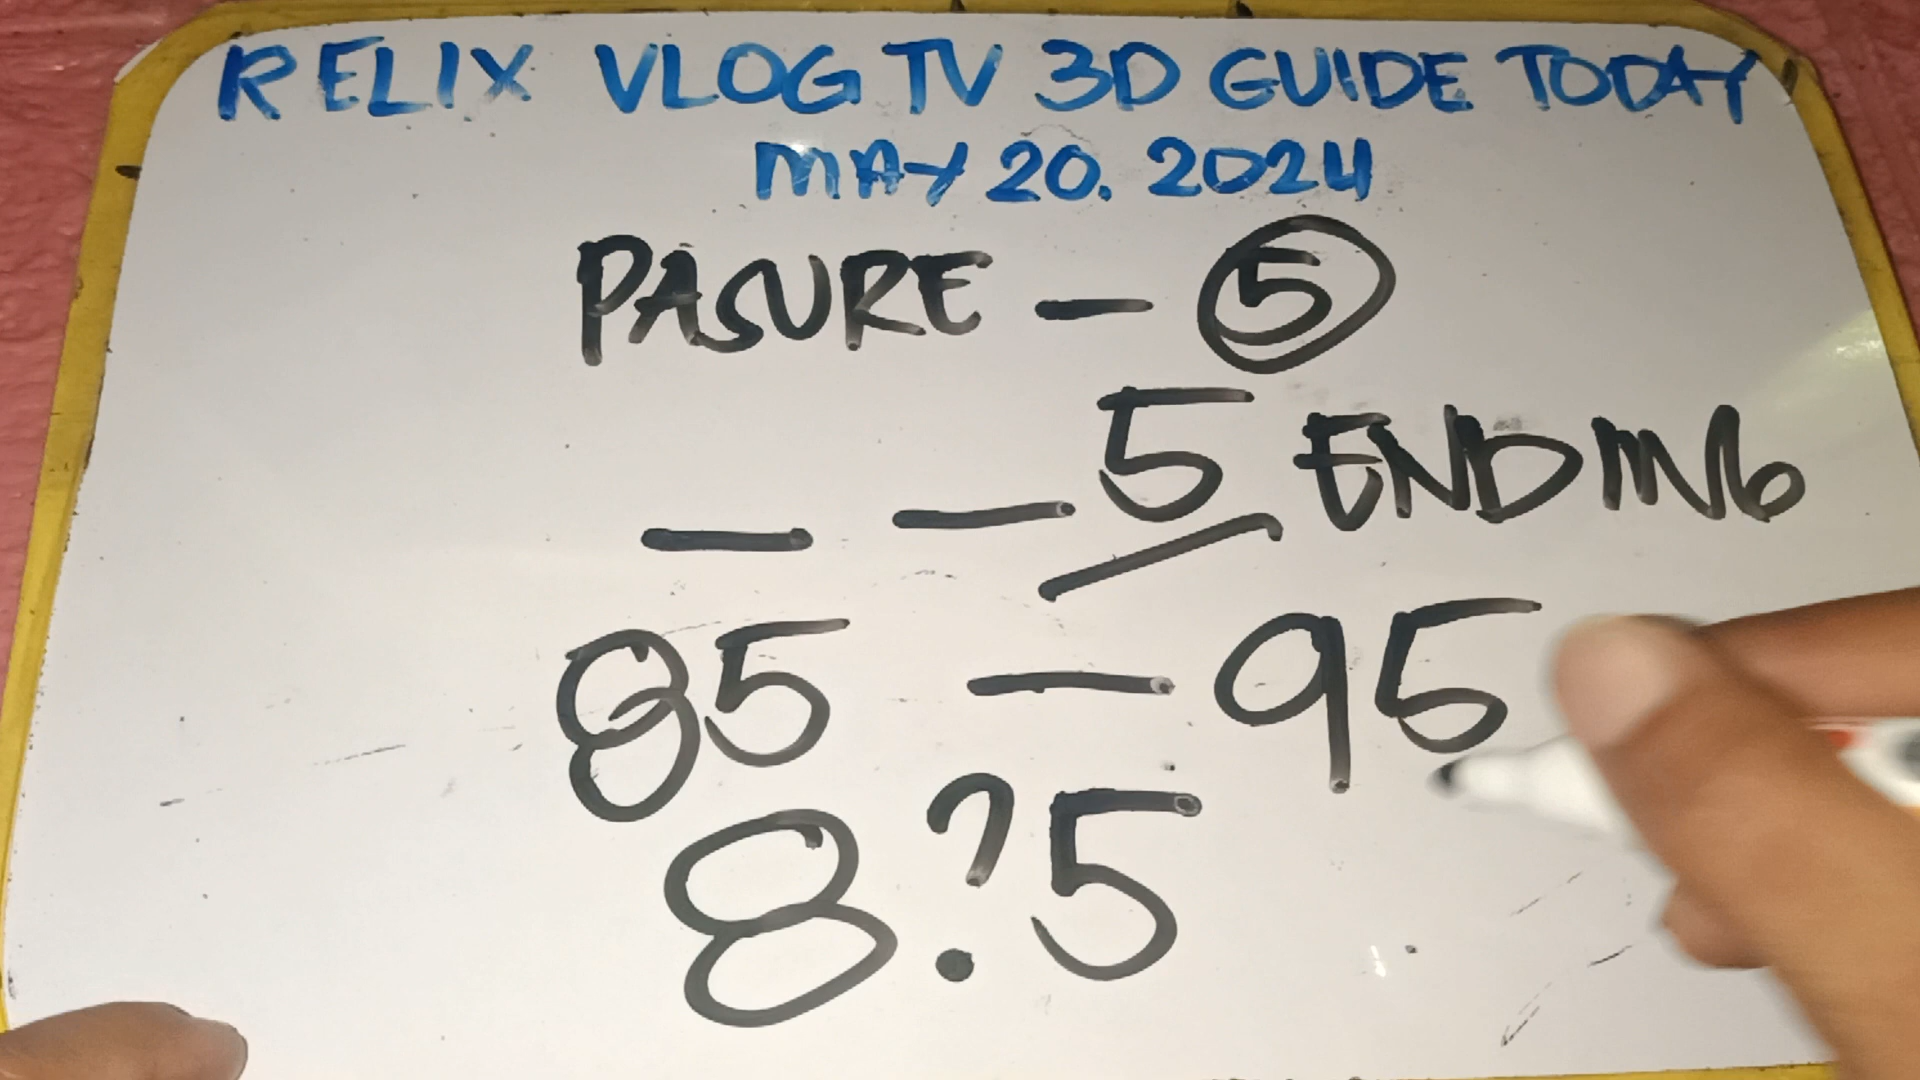 RELIX VLOG TV 3D GUIDE TODAY
MAY 20. 2024
PASURE - 5
_ _ 5 ENDING
85 - 95
8?5